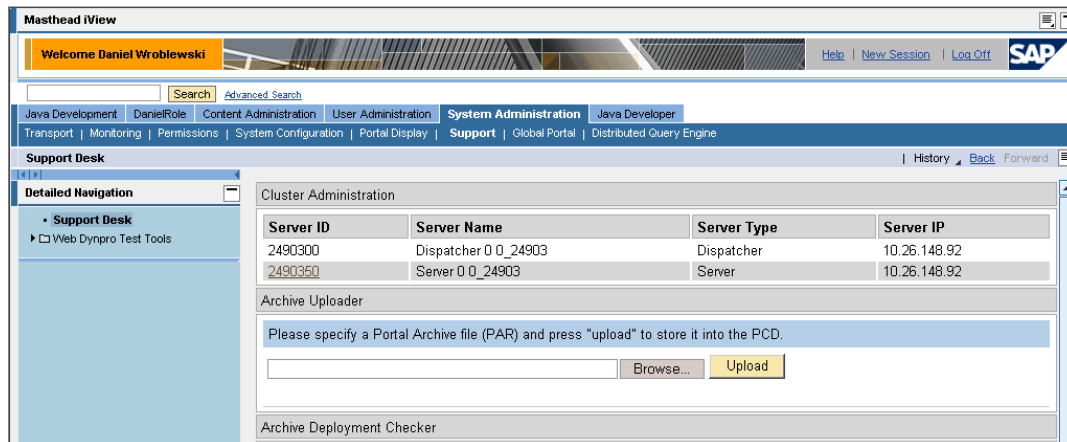 Masthead iView
Welcome Daniel Wroblewski
Help | New Session | Log Off
SAP
Search Advanced Search
Java Development DanielRole Content Administration User Administration System Administration Java Developer
Transport | Monitoring | Permissions | System Configuration | Portal Display | Support | Global Portal | Distributed Query Engine
Support Desk | History Back Forward
Detailed Navigation
Support Desk
Web Dynpro Test Tools
Cluster Administration
Server ID Server Name Server Type Server IP
2490300 Dispatcher 0 0_24903 Dispatcher 10.26.148.92
2490350 Server 0 0_24903 Server 10.26.148.92
Archive Uploader
Please specify a Portal Archive file (PAR) and press "upload" to store it into the PCD.
Browse... Upload
Archive Deployment Checker